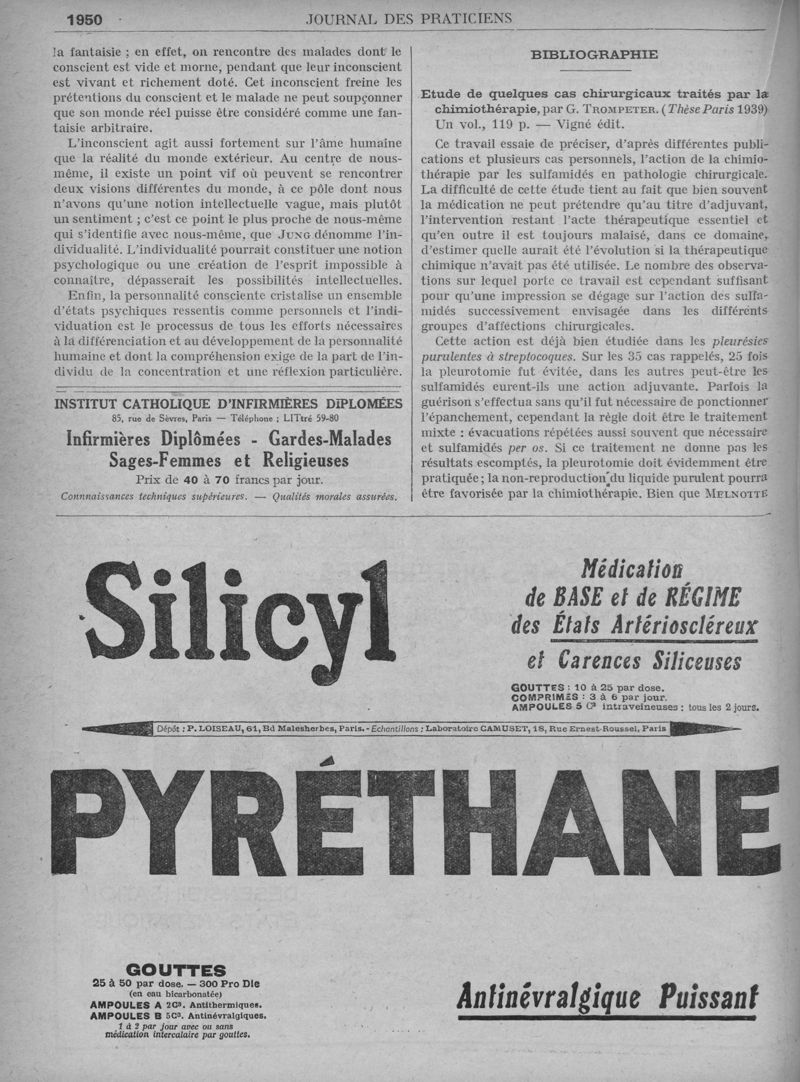 1950
JOURNAL DES PRATICIENS
la fantaisie ; en effet, on rencontre des malades dont le
conscient est vide et morne, pendant que leur inconscient
est vivant et richement doté. Cet inconscient freine les
prétentions du conscient et le malade ne peut soupçonner
que son monde réel puisse être considéré comme une fan-
taisie arbitraire.
L'inconscient agit aussi fortement sur l'âme humaine
que la réalité du monde extérieur. Au centre de nous-
même, il existe un point vif où peuvent se rencontrer
deux visions différentes du monde, à ce pôle dont nous
n'avons qu'une notion intellectuelle vague, mais plutôt
un sentiment ; c'est ce point le plus proche de nous-même
qui s'identifie avec nous-même, que JUNG dénomme l'in-
dividualité. L'individualité pourrait constituer une notion
psychologique ou une création de l'esprit impossible à
connaître, dépasserait les possibilités intellectuelles.
Enfin, la personnalité consciente cristalise un ensemble
d'états psychiques ressentis comme personnels et l'indi-
viduation est le processus de tous les efforts nécessaires
à la différenciation et au développement de la personnalité
humaine et dont la compréhension exige de la part de l'in-
dividu de la concentration et une réflexion particulière.
INSTITUT CATHOLIQUE D'INFIRMIÈRES DIPLOMÉES
85, rue de Sèvres, Paris — Téléphone : LITtré 59-80
Infirmières Diplômées - Gardes-Malades
Sages-Femmes et Religieuses
Prix de 40 à 70 francs par jour.
Connnaissances techniques supérieures. — Qualités morales assurées.
BIBLIOGRAPHIE
Etude de quelques cas chirurgicaux traités par la
chimiothérapie, par G. TROMPETER. (Thèse Paris 1939)
Un vol., 119 p. — Vigné édit.
Ce travail essaie de préciser, d'après différentes publi-
cations et plusieurs cas personnels, l'action de la chimio-
thérapie par les sulfamidés en pathologie chirurgicale.
La difficulté de cette étude tient au fait que bien souvent
la médication ne peut prétendre qu'au titre d'adjuvant,
l'intervention restant l'acte thérapeutique essentiel et
qu'en outre il est toujours malaisé, dans ce domaine,
d'estimer quelle aurait été l'évolution si la thérapeutique
chimique n'avait pas été utilisée. Le nombre des observa-
tions sur lequel porte ce travail est cependant suffisant
pour qu'une impression se dégage sur l'action des sulfa-
midés successivement envisagée dans les différents
groupes d'affections chirurgicales.
Cette action est déjà bien étudiée dans les pleurésies
purulentes à streptocoques. Sur les 35 cas rappelés, 25 fois
la pleurotomie fut évitée, dans les autres peut-être les
sulfamidés eurent-ils une action adjuvante. Parfois la
guérison s'effectua sans qu'il fut nécessaire de ponctionner
l'épanchement, cependant la règle doit être le traitement
mixte : évacuations répétées aussi souvent que nécessaire
et sulfamidés per os. Si ce traitement ne donne pas les
résultats escomptés, la pleurotomie doit évidemment être
pratiquée ; la non-reproduction du liquide purulent pourra
être favorisée par la chimiothérapie. Bien que MELNOTTE
Silicyl
Médication
de BASE et de RÉGIME
des États Artérioscléreux
et Carences Siliceuses
GOUTTES : 10 à 25 par dose.
COMPRIMÉS : 3 à 6 par jour.
AMPOULES 5 Cᵌ intraveineuses : tous les 2 jours.
Dépôt : P. LOISEAU, 61, Bd Malesherbes, Paris. - Echantillons : Laboratoire CAMUSET, 18, Rue Ernest-Roussel, Paris
PYRÉTHANE
GOUTTES
25 à 50 par dose. — 300 Pro Die
(en eau bicarbonatée)
AMPOULES A 2Cᵌ. Antithermiques.
AMPOULES B 5Cᵌ. Antinévralgiques.
1 à 2 par jour avec ou sans
médication intercalaire par gouttes.
Antinévralgique Puissant